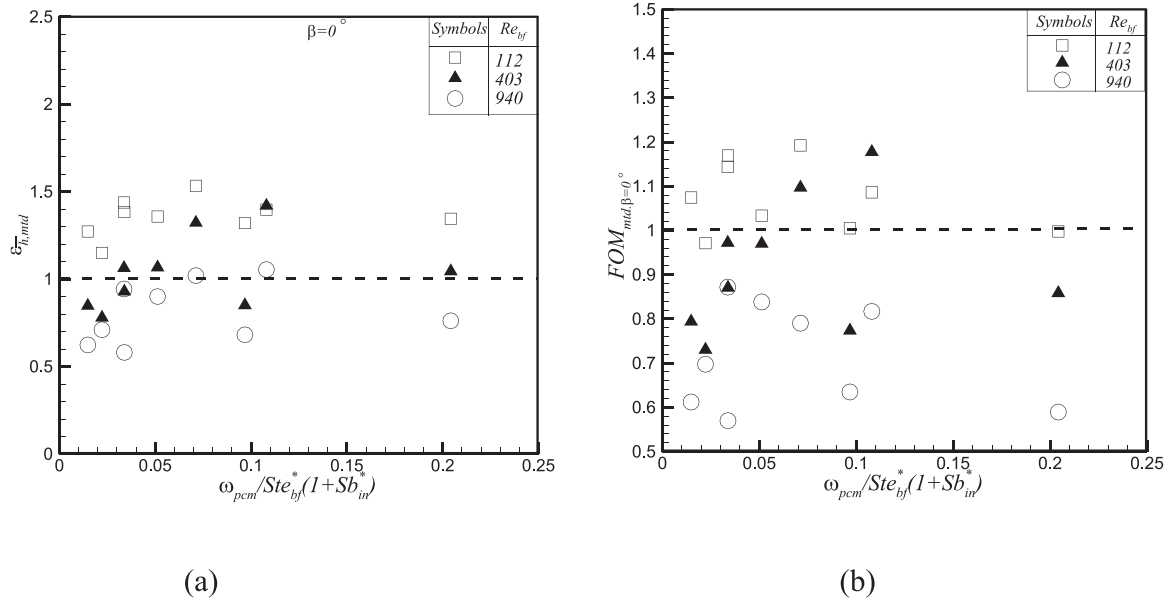 β=0°
Symbols Re_bf
112
403
940
2.5
2
1.5
1
0.5
0
ε_h̅,mtd
0 0.05 0.1 0.15 0.2 0.25
ω_pcm/Ste*_bf(1+Sb*_in)
(a)
Symbols Re_bf
112
403
940
1.5
1.4
1.3
1.2
1.1
1
0.9
0.8
0.7
0.6
0.5
FOM_mtd.β=0°
0 0.05 0.1 0.15 0.2 0.25
ω_pcm/Ste*_bf(1+Sb*_in)
(b)